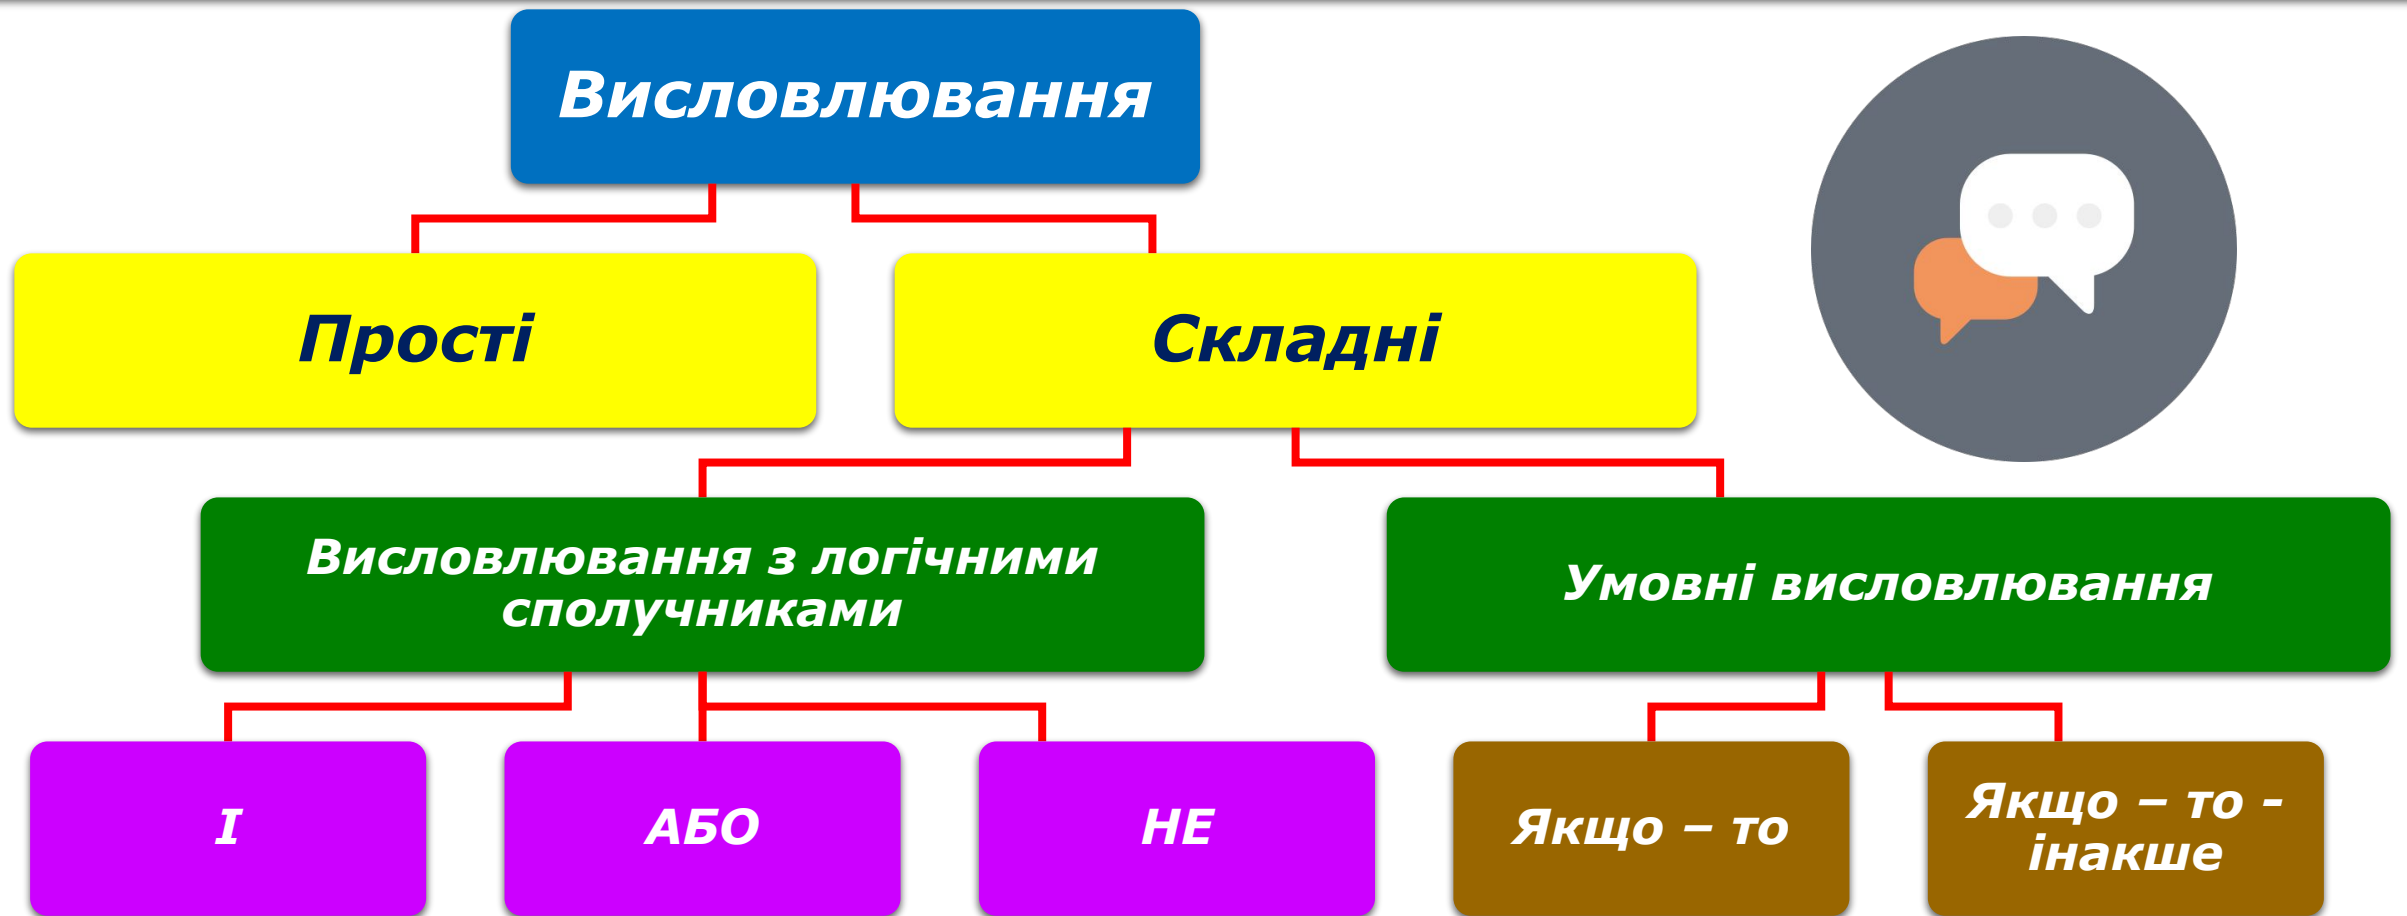 Висловлювання
Прості
Складні
Висловлювання з логічними
сполучниками
Умовні висловлювання
І
АБО
НЕ
Якщо – то
Якщо – то -
інакше